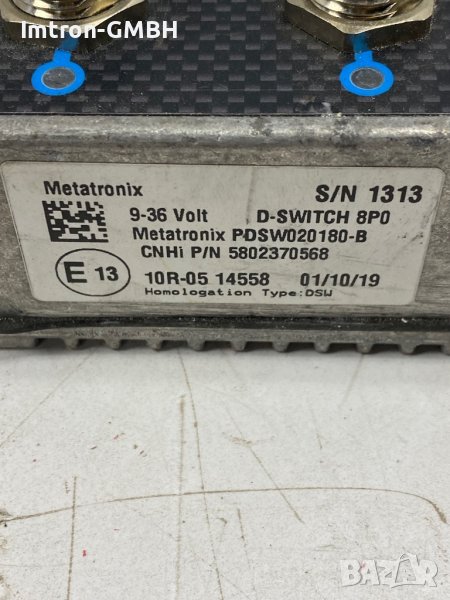 Imtron-GMBH
Metatronix S/N 1313
9-36 Volt D-SWITCH 8P0
Metatronix PDSW020180-B
CNHi P/N 5802370568
E 13 10R-05 14558 01/10/19
Homologation Type:DSW
BAZAR